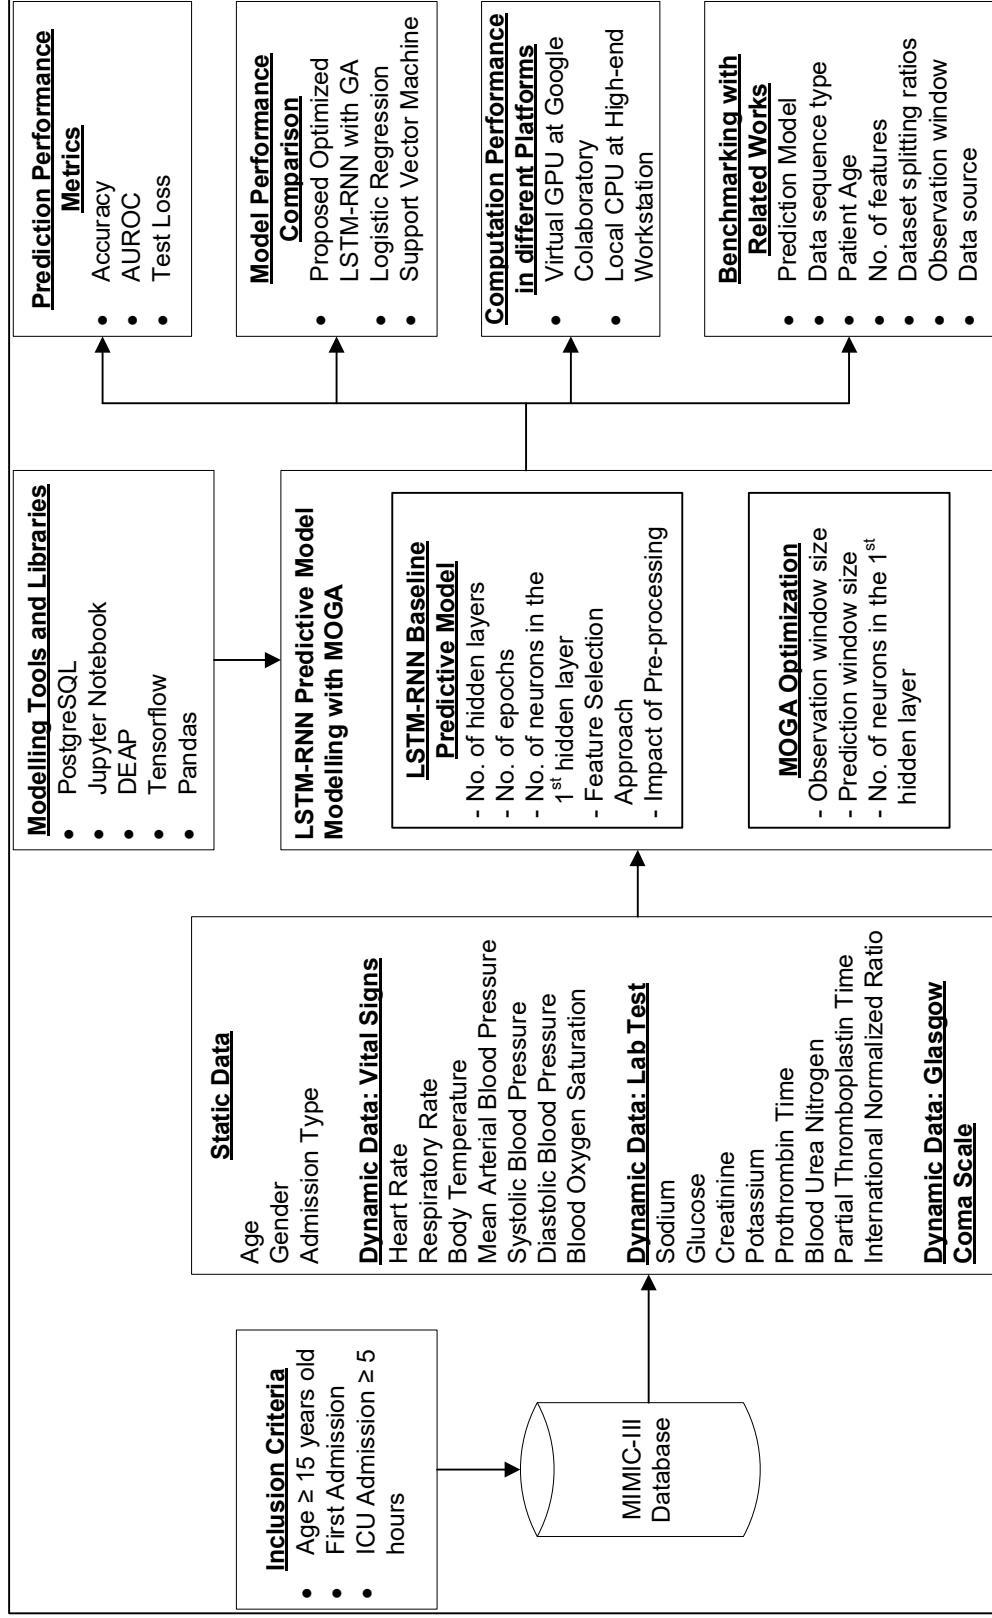 Inclusion Criteria
• Age ≥ 15 years old
• First Admission
• ICU Admission ≥ 5
hours
MIMIC-III
Database
Static Data
Age
Gender
Admission Type
Dynamic Data: Vital Signs
Heart Rate
Respiratory Rate
Body Temperature
Mean Arterial Blood Pressure
Systolic Blood Pressure
Diastolic Blood Pressure
Blood Oxygen Saturation
Dynamic Data: Lab Test
Sodium
Glucose
Creatinine
Potassium
Prothrombin Time
Blood Urea Nitrogen
Partial Thromboplastin Time
International Normalized Ratio
Dynamic Data: Glasgow
Coma Scale
Modelling Tools and Libraries
• PostgreSQL
• Jupyter Notebook
• DEAP
• Tensorflow
• Pandas
LSTM-RNN Predictive Model
Modelling with MOGA
LSTM-RNN Baseline
Predictive Model
- No. of hidden layers
- No. of epochs
- No. of neurons in the
1st hidden layer
- Feature Selection
Approach
- Impact of Pre-processing
MOGA Optimization
- Observation window size
- Prediction window size
- No. of neurons in the 1st
hidden layer
Prediction Performance
Metrics
• Accuracy
• AUROC
• Test Loss
Model Performance
Comparison
• Proposed Optimized
LSTM-RNN with GA
• Logistic Regression
• Support Vector Machine
Computation Performance
in different Platforms
• Virtual GPU at Google
Colaboratory
• Local CPU at High-end
Workstation
Benchmarking with
Related Works
• Prediction Model
• Data sequence type
• Patient Age
• No. of features
• Dataset splitting ratios
• Observation window
• Data source